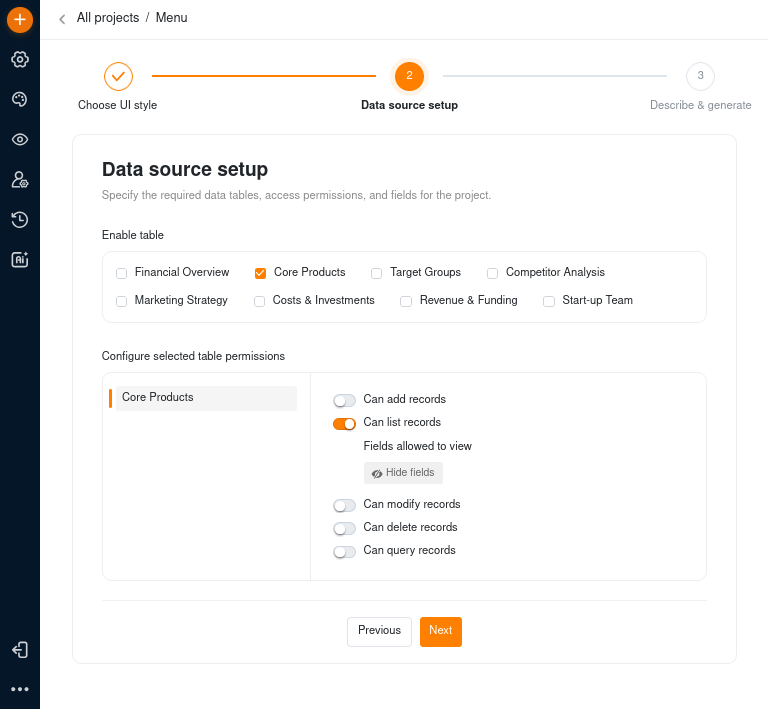 All projects / Menu
2
3
Choose UI style
Data source setup
Describe & generate
Data source setup
Specify the required data tables, access permissions, and fields for the project.
Enable table
Financial Overview
Core Products
Target Groups
Competitor Analysis
Marketing Strategy
Costs & Investments
Revenue & Funding
Start-up Team
Configure selected table permissions
Core Products
Can add records
Can list records
Fields allowed to view
Hide fields
Can modify records
Can delete records
Can query records
Previous
Next
Ai